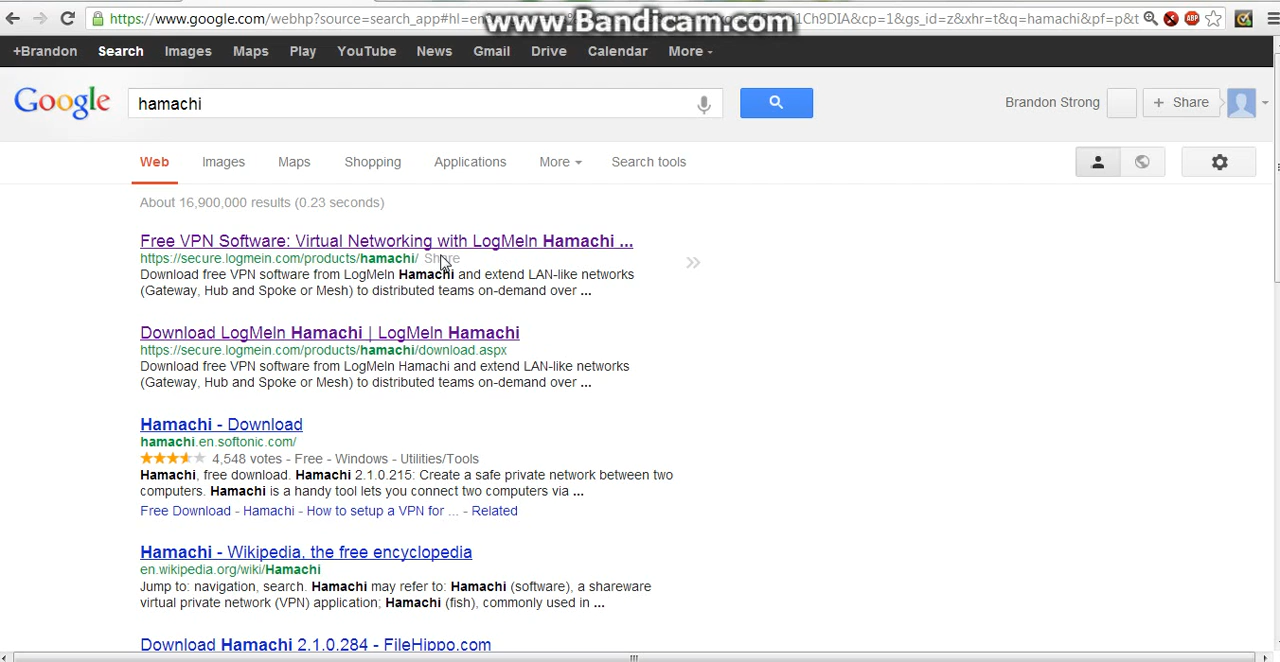 https://www.google.com/webhp?source=search_app#hl=en
www.Bandicam.com
1Ch9DIA&cp=1&gs_id=z&xhr=t&q=hamachi&pf=p&t
ABP
+Brandon Search Images Maps Play YouTube News Gmail Drive Calendar More
Google
hamachi
Brandon Strong
+ Share
Web Images Maps Shopping Applications More Search tools
About 16,900,000 results (0.23 seconds)
Free VPN Software: Virtual Networking with LogMeIn Hamachi ...
https://secure.logmein.com/products/hamachi/ Share
Download free VPN software from LogMeIn Hamachi and extend LAN-like networks
(Gateway, Hub and Spoke or Mesh) to distributed teams on-demand over ...
Download LogMeIn Hamachi | LogMeIn Hamachi
https://secure.logmein.com/products/hamachi/download.aspx
Download free VPN software from LogMeIn Hamachi and extend LAN-like networks
(Gateway, Hub and Spoke or Mesh) to distributed teams on-demand over ...
Hamachi - Download
hamachi.en.softonic.com/
4,548 votes - Free - Windows - Utilities/Tools
Hamachi, free download. Hamachi 2.1.0.215: Create a safe private network between two
computers. Hamachi is a handy tool lets you connect two computers via ...
Free Download - Hamachi - How to setup a VPN for ... - Related
Hamachi - Wikipedia, the free encyclopedia
en.wikipedia.org/wiki/Hamachi
Jump to: navigation, search. Hamachi may refer to: Hamachi (software), a shareware
virtual private network (VPN) application; Hamachi (fish), commonly used in ...
Download Hamachi 2.1.0.284 - FileHippo.com